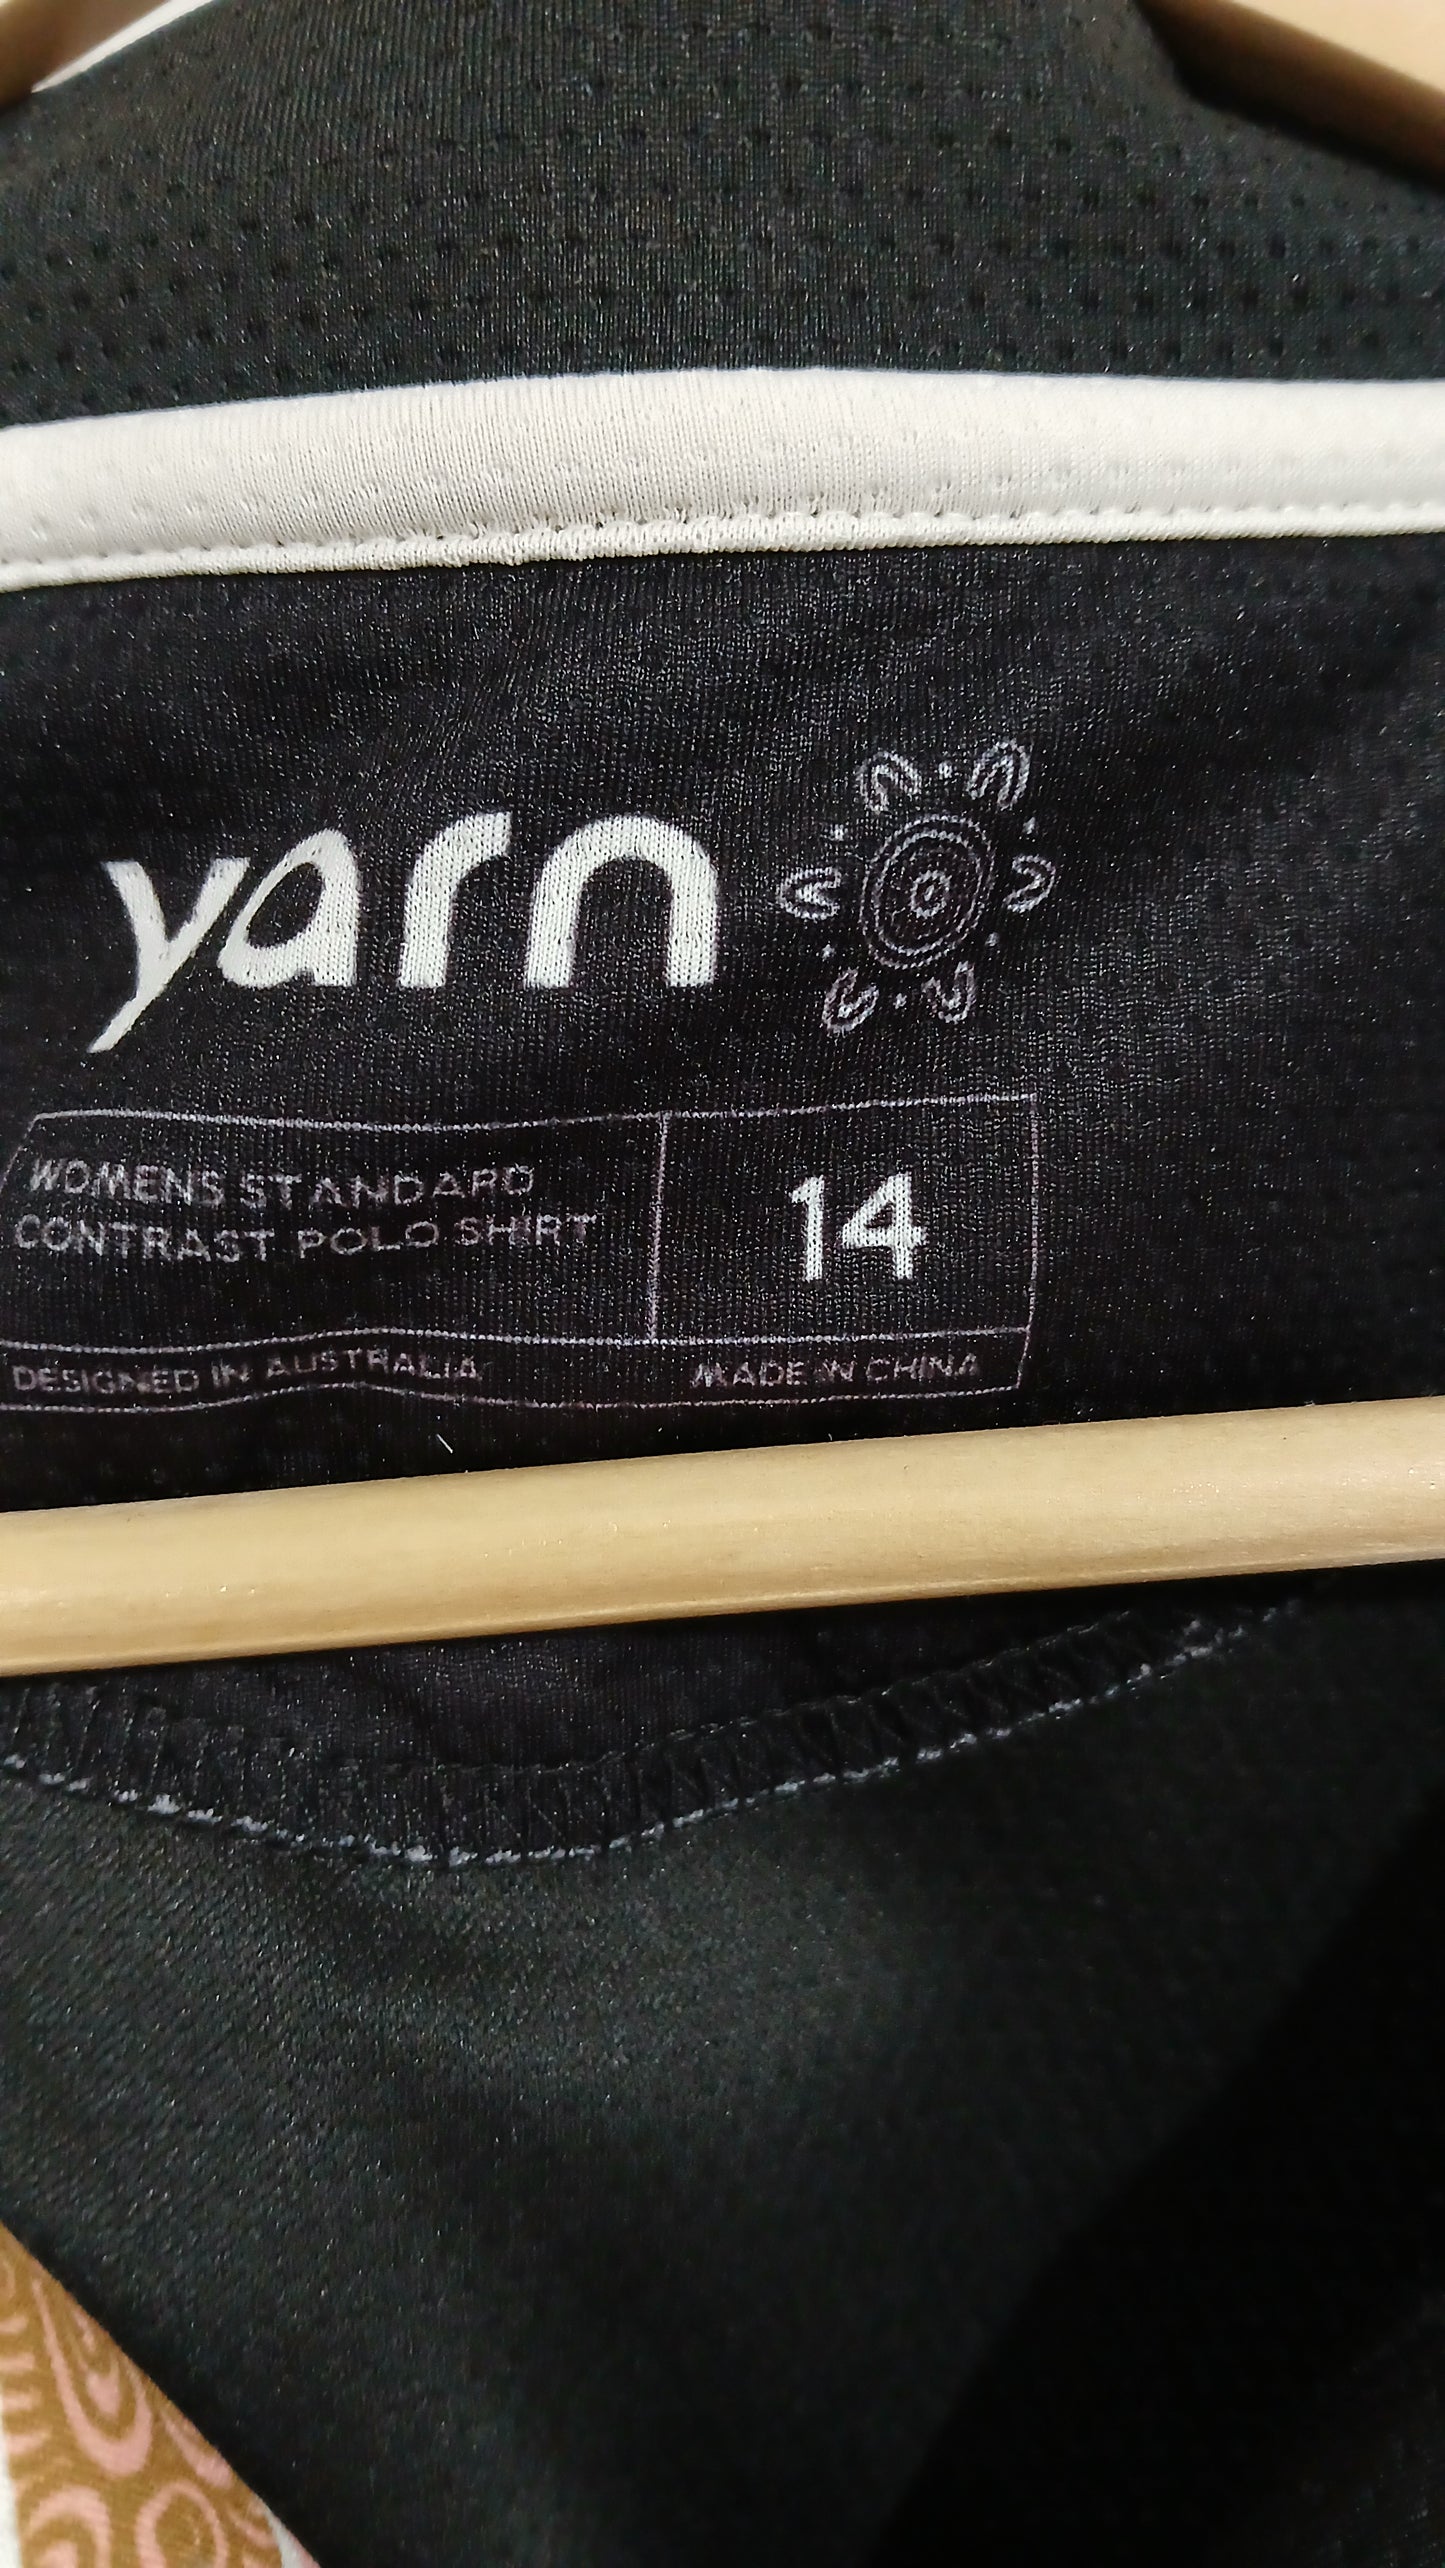 yarn
WOMENS STANDARD
CONTRAST POLO SHIRT
14
DESIGNED IN AUSTRALIA
MADE IN CHINA